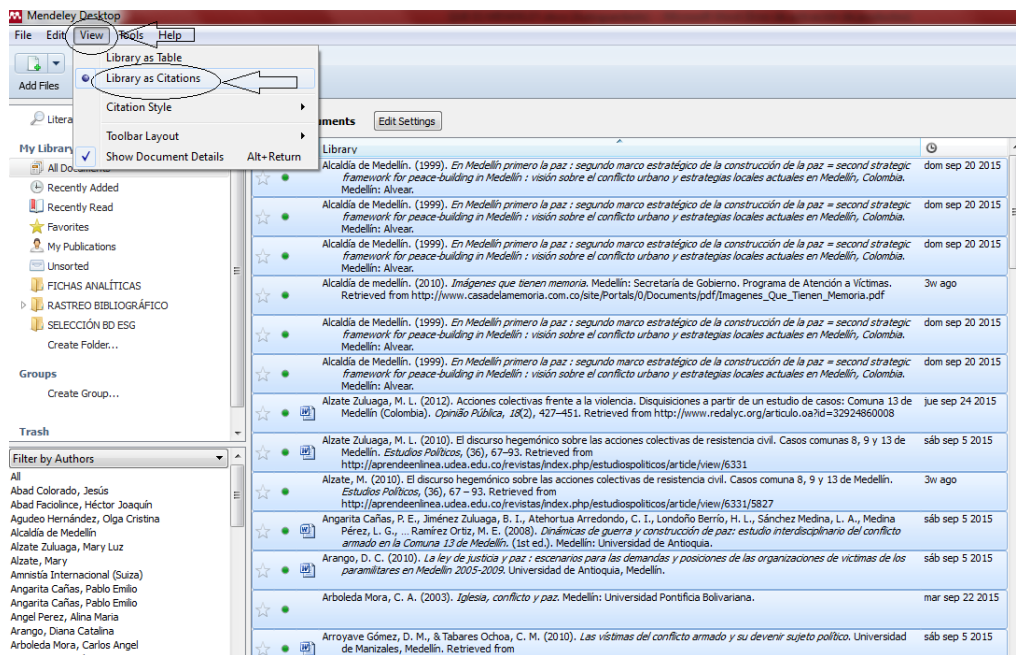 Mendeley Desktop
File Edit View Tools Help
Library as Table
Library as Citations
Citation Style
Toolbar Layout
Show Document Details Alt+Return
Add Files
Litera
My Library
All Documents
Recently Added
Recently Read
Favorites
My Publications
Unsorted
FICHAS ANALÍTICAS
RASTREO BIBLIOGRÁFICO
SELECCIÓN BD ESG
Create Folder...
Groups
Create Group...
Trash
Filter by Authors
All
Abad Colorado, Jesús
Abad Faciolince, Héctor Joaquín
Agudeo Hernández, Olga Cristina
Alcaldía de Medellín
Alzate Zuluaga, Mary Luz
Alzate, Mary
Amnistía Internacional (Suiza)
Angarita Cañas, Pablo Emilio
Angarita Cañas, Pablo Emilio
Angel Perez, Alina Maria
Arango, Diana Catalina
Arboleda Mora, Carlos Angel
uments Edit Settings
Library
Alcaldía de Medellín. (1999). En Medellín primero la paz : segundo marco estratégico de la construcción de la paz = second strategic dom sep 20 2015
framework for peace-building in Medellín : visión sobre el conflicto urbano y estrategias locales actuales en Medellín, Colombia.
Medellín: Alvear.
Alcaldía de Medellín. (1999). En Medellín primero la paz : segundo marco estratégico de la construcción de la paz = second strategic dom sep 20 2015
framework for peace-building in Medellín : visión sobre el conflicto urbano y estrategias locales actuales en Medellín, Colombia.
Medellín: Alvear.
Alcaldía de Medellín. (1999). En Medellín primero la paz : segundo marco estratégico de la construcción de la paz = second strategic dom sep 20 2015
framework for peace-building in Medellín : visión sobre el conflicto urbano y estrategias locales actuales en Medellín, Colombia.
Medellín: Alvear.
Alcaldía de medellín. (2010). Imágenes que tienen memoria. Medellín: Secretaría de Gobierno. Programa de Atención a Víctimas. 3w ago
Retrieved from http://www.casadelamemoria.com.co/site/Portals/0/Documents/pdf/Imagenes_Que_Tienen_Memoria.pdf
Alcaldía de Medellín. (1999). En Medellín primero la paz : segundo marco estratégico de la construcción de la paz = second strategic dom sep 20 2015
framework for peace-building in Medellín : visión sobre el conflicto urbano y estrategias locales actuales en Medellín, Colombia.
Medellín: Alvear.
Alcaldía de Medellín. (1999). En Medellín primero la paz : segundo marco estratégico de la construcción de la paz = second strategic dom sep 20 2015
framework for peace-building in Medellín : visión sobre el conflicto urbano y estrategias locales actuales en Medellín, Colombia.
Medellín: Alvear.
Alzate Zuluaga, M. L. (2012). Acciones colectivas frente a la violencia. Disquisiciones a partir de un estudio de casos: Comuna 13 de jue sep 24 2015
Medellín (Colombia). Opinião Pública, 18(2), 427–451. Retrieved from http://www.redalyc.org/articulo.oa?id=32924860008
Alzate Zuluaga, M. L. (2010). El discurso hegemónico sobre las acciones colectivas de resistencia civil. Casos comunas 8, 9 y 13 de sáb sep 5 2015
Medellín. Estudios Políticos, (36), 67–93. Retrieved from
http://aprendeenlinea.udea.edu.co/revistas/index.php/estudiospoliticos/article/view/6331
Alzate, M. (2010). El discurso hegemónico sobre las acciones colectivas de resistencia civil. Casos comuna 8, 9 y 13 de Medellín. 3w ago
Estudios Políticos, (36), 67 – 93. Retrieved from
http://aprendeenlinea.udea.edu.co/revistas/index.php/estudiospoliticos/article/view/6331/5827
Angarita Cañas, P. E., Jiménez Zuluaga, B. I., Atehortua Arredondo, C. I., Londoño Berrío, H. L., Sánchez Medina, L. A., Medina sáb sep 5 2015
Pérez, L. G., … Ramírez Ortiz, M. E. (2008). Dinámicas de guerra y construcción de paz: estudio interdisciplinario del conflicto
armado en la Comuna 13 de Medellín. (1st ed.). Medellín: Universidad de Antioquia.
Arango, D. C. (2010). La ley de justicia y paz : escenarios para las demandas y posiciones de las organizaciones de victimas de los sáb sep 5 2015
paramilitares en Medellin 2005-2009. Universidad de Antioquia, Medellín.
Arboleda Mora, C. A. (2003). Iglesia, conflicto y paz. Medellín: Universidad Pontificia Bolivariana. mar sep 22 2015
Arroyave Gómez, D. M., & Tabares Ochoa, C. M. (2010). Las vístimas del conflicto armado y su devenir sujeto político. Universidad sáb sep 5 2015
de Manizales, Medellín. Retrieved from